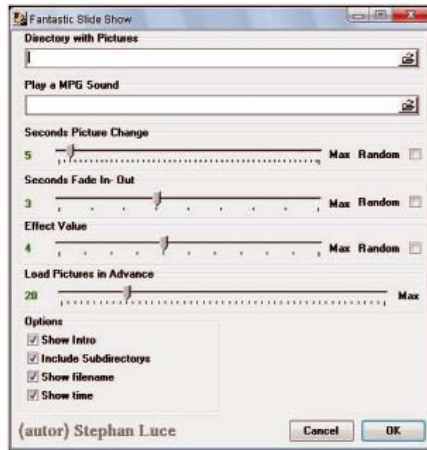 Fantastic Slide Show
Directory with Pictures
Play a MPG Sound
Seconds Picture Change
5 Max Random
Seconds Fade In- Out
3 Max Random
Effect Value
4 Max Random
Load Pictures in Advance
20 Max
Options
Show Intro
Include Subdirectorys
Show filename
Show time
(autor) Stephan Luce Cancel OK